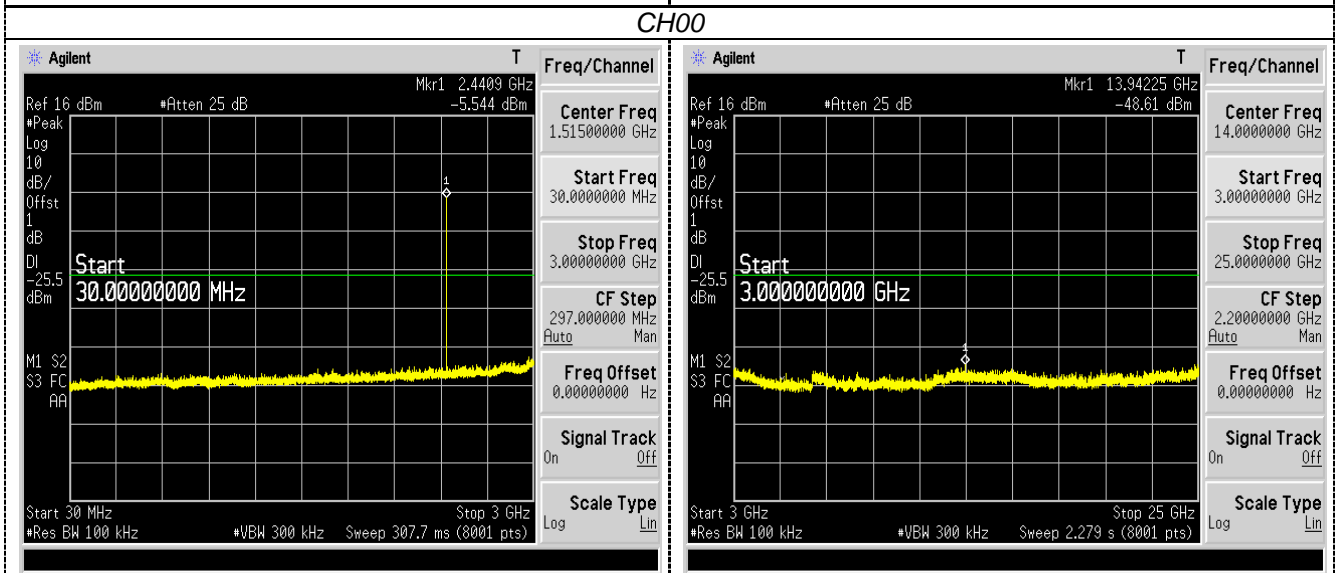 CH00
Agilent T
Mkr1 2.4409 GHz
Ref 16 dBm #Atten 25 dB -5.544 dBm
#Peak
Log
10
dB/
Offst
1
dB
DI
-25.5
dBm
1
Start
30.00000000 MHz
M1 S2
S3 FC
AA
Start 30 MHz Stop 3 GHz
#Res BW 100 kHz #VBW 300 kHz Sweep 307.7 ms (8001 pts)
Freq/Channel
Center Freq
1.51500000 GHz
Start Freq
30.0000000 MHz
Stop Freq
3.00000000 GHz
CF Step
297.000000 MHz
Auto Man
Freq Offset
0.00000000 Hz
Signal Track
On Off
Scale Type
Log Lin
Agilent T
Mkr1 13.94225 GHz
Ref 16 dBm #Atten 25 dB -48.61 dBm
#Peak
Log
10
dB/
Offst
1
dB
DI
-25.5
dBm
Start
3.000000000 GHz
1
M1 S2
S3 FC
AA
Start 3 GHz Stop 25 GHz
#Res BW 100 kHz #VBW 300 kHz Sweep 2.279 s (8001 pts)
Freq/Channel
Center Freq
14.0000000 GHz
Start Freq
3.00000000 GHz
Stop Freq
25.0000000 GHz
CF Step
2.20000000 GHz
Auto Man
Freq Offset
0.00000000 Hz
Signal Track
On Off
Scale Type
Log Lin